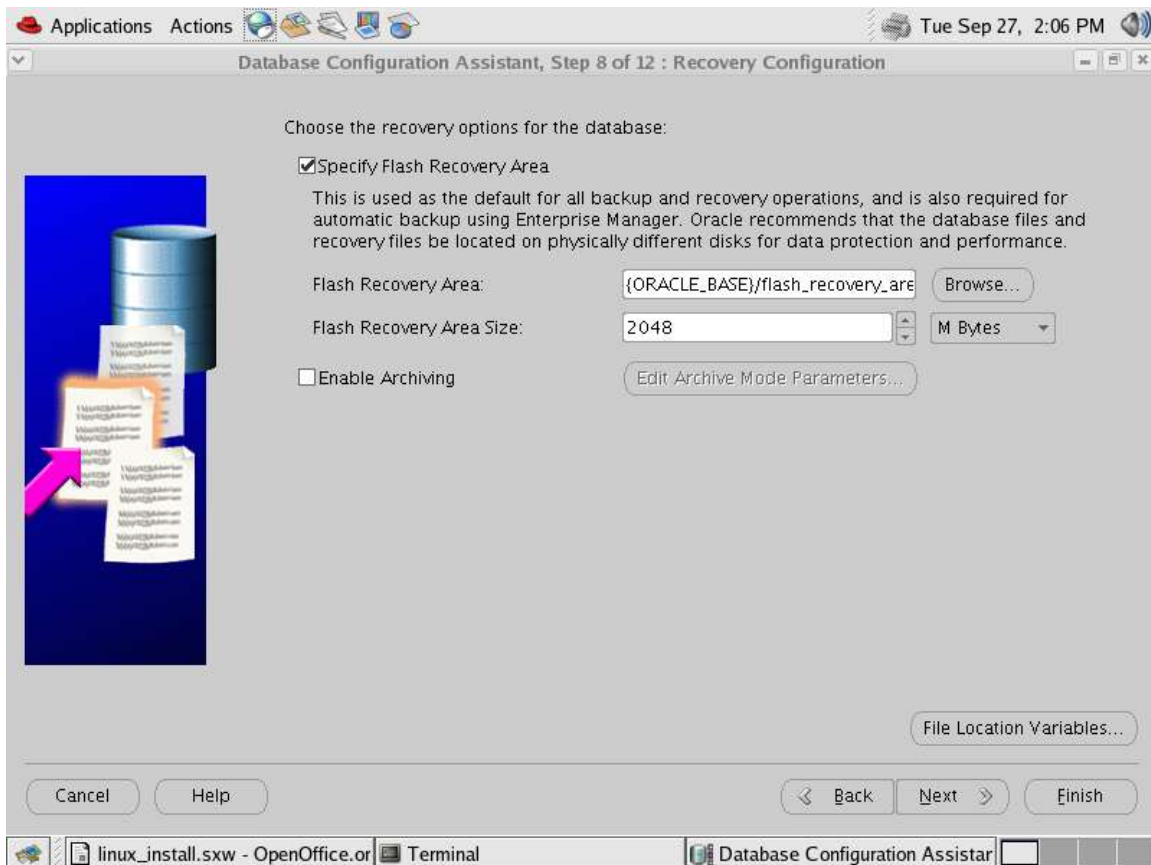 Applications Actions
Tue Sep 27, 2:06 PM
Database Configuration Assistant, Step 8 of 12 : Recovery Configuration
Choose the recovery options for the database:
Specify Flash Recovery Area
This is used as the default for all backup and recovery operations, and is also required for
automatic backup using Enterprise Manager. Oracle recommends that the database files and
recovery files be located on physically different disks for data protection and performance.
Flash Recovery Area: {ORACLE_BASE}/flash_recovery_are Browse...
Flash Recovery Area Size: 2048 M Bytes
Enable Archiving Edit Archive Mode Parameters...
File Location Variables...
Cancel Help Back Next Finish
linux_install.sxw - OpenOffice.or Terminal Database Configuration Assistar